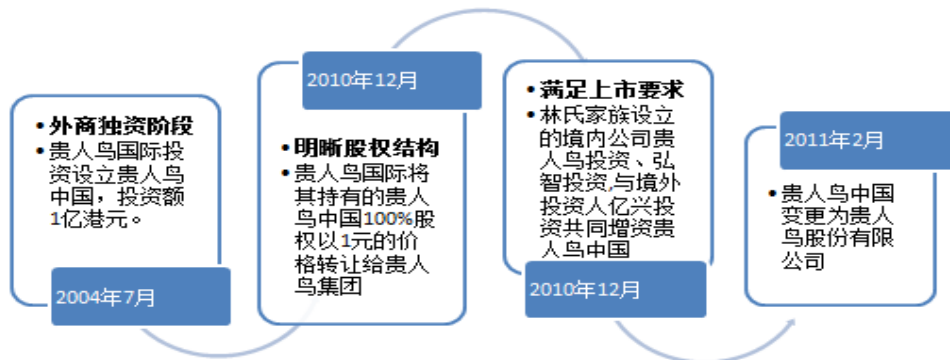 • 外商独资阶段
• 贵人鸟国际投
资设立贵人鸟
中国，投资额
1亿港元。
2004年7月
2010年12月
• 明晰股权结构
• 贵人鸟国际将
其持有的贵人
鸟中国100%股
权以1元的价
格转让给贵人
鸟集团
• 满足上市要求
• 林氏家族设立
的境内公司贵
人鸟投资、弘
智投资,与境外
投资人亿兴投
资共同增资贵
人鸟中国
2010年12月
2011年2月
• 贵人鸟中国
变更为贵人
鸟股份有限
公司